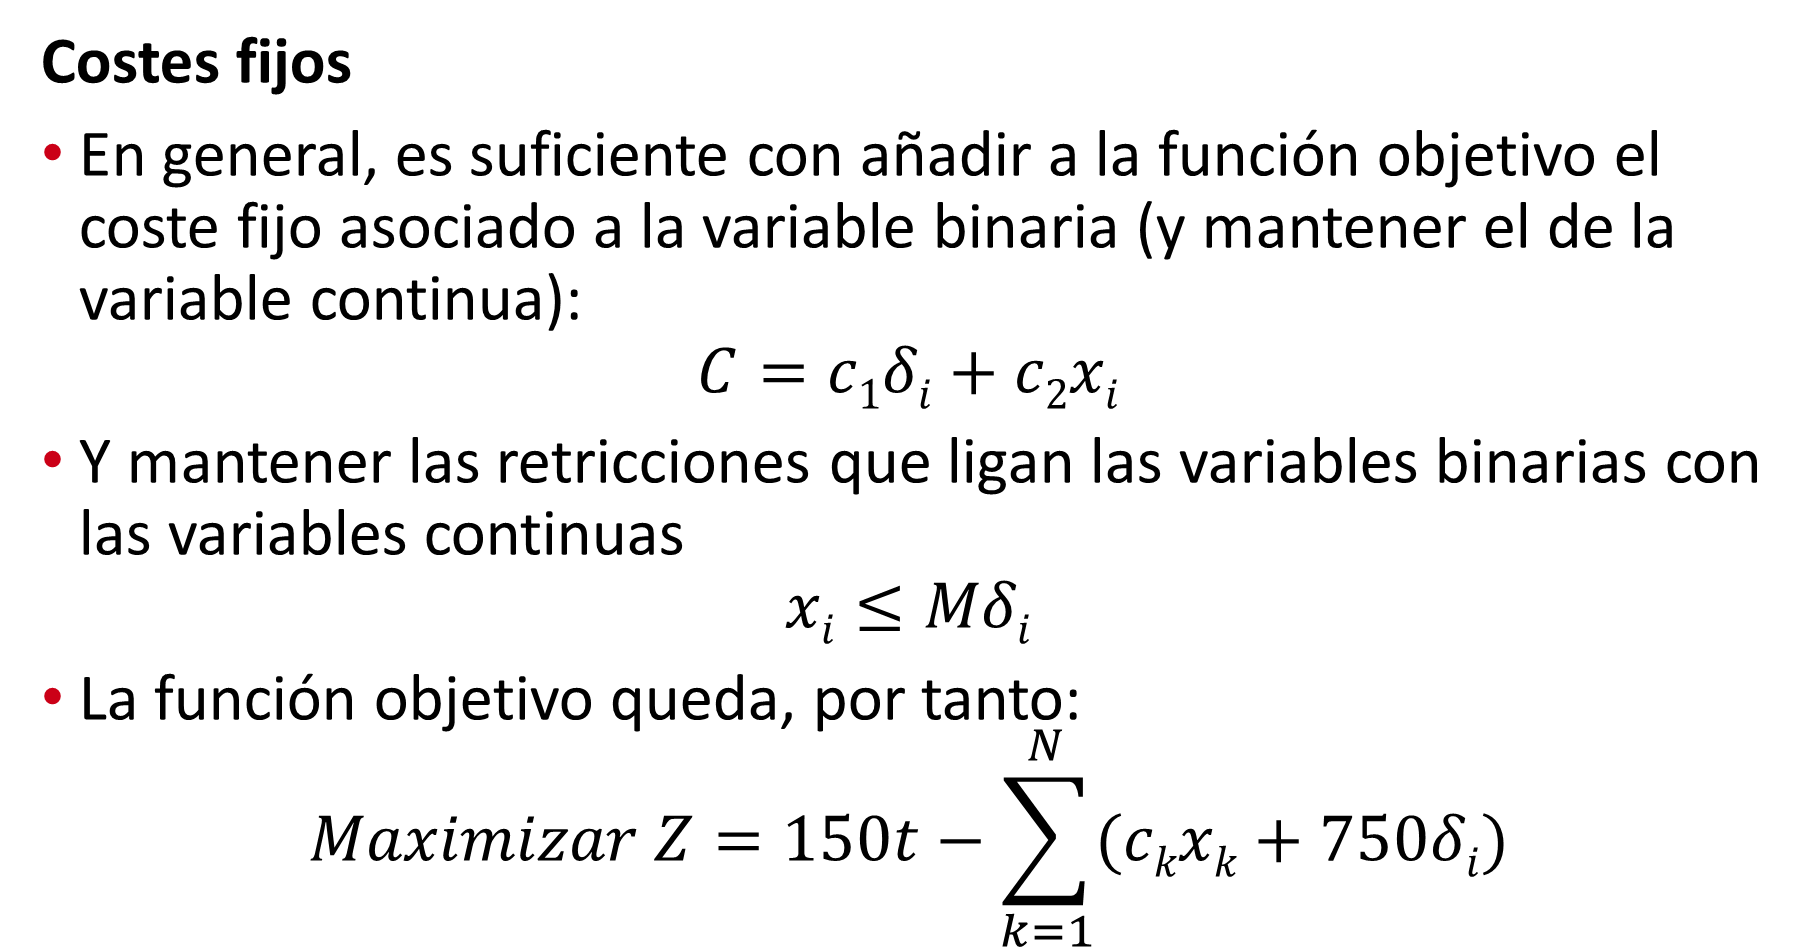 Costes fijos
• En general, es suficiente con añadir a la función objetivo el
coste fijo asociado a la variable binaria (y mantener el de la
variable continua):
C = c₁δᵢ + c₂xᵢ
• Y mantener las retricciones que ligan las variables binarias con
las variables continuas
xᵢ ≤ Mδᵢ
• La función objetivo queda, por tanto:
Maximizar Z = 150t − ∑_{k=1}^{N} (c_k x_k + 750δᵢ)